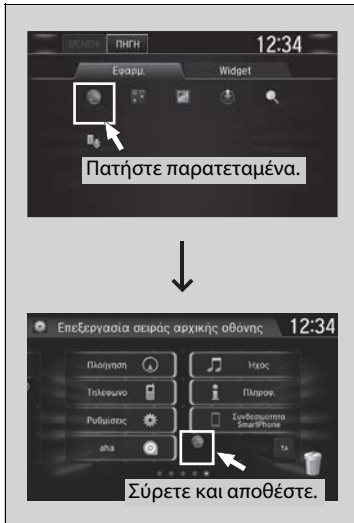 ΜΕΝΟΥ ΠΗΓΗ 12:34
Εφαρμ. Widget
Πατήστε παρατεταμένα.
Επεξεργασία σειράς αρχικής οθόνης 12:34
Πλοήγηση Ήχος
Τηλέφωνο Πληροφ.
Ρυθμίσεις Συνδεσιμότητα
SmartPhone
aha
Σύρετε και αποθέστε.